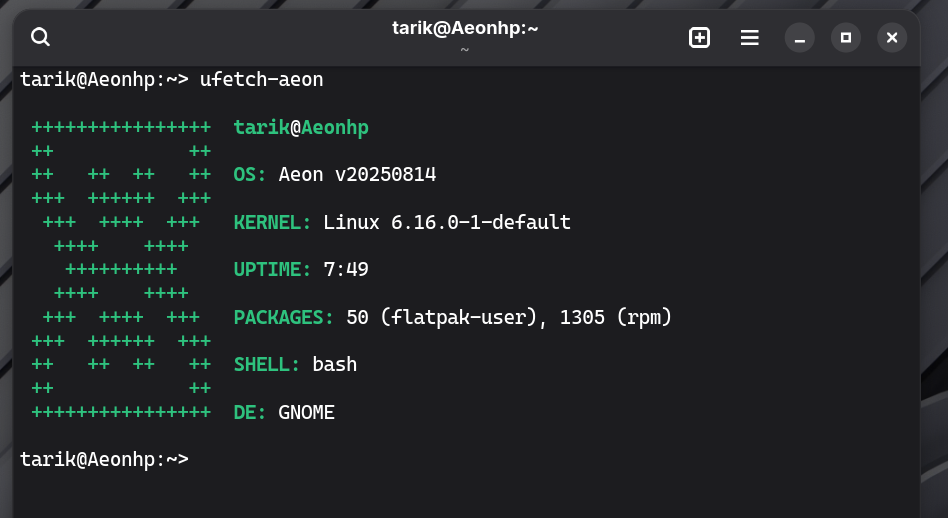 tarik@Aeonhp:~
~
tarik@Aeonhp:~> ufetch-aeon
++++++++++++++++  tarik@Aeonhp
++            ++
++   ++  ++   ++  OS: Aeon v20250814
+++  ++++++  +++
 +++  ++++  +++   KERNEL: Linux 6.16.0-1-default
  ++++    ++++
   ++++++++++     UPTIME: 7:49
  ++++    ++++
 +++  ++++  +++   PACKAGES: 50 (flatpak-user), 1305 (rpm)
+++  ++++++  +++
++   ++  ++   ++  SHELL: bash
++            ++
++++++++++++++++  DE: GNOME
tarik@Aeonhp:~>